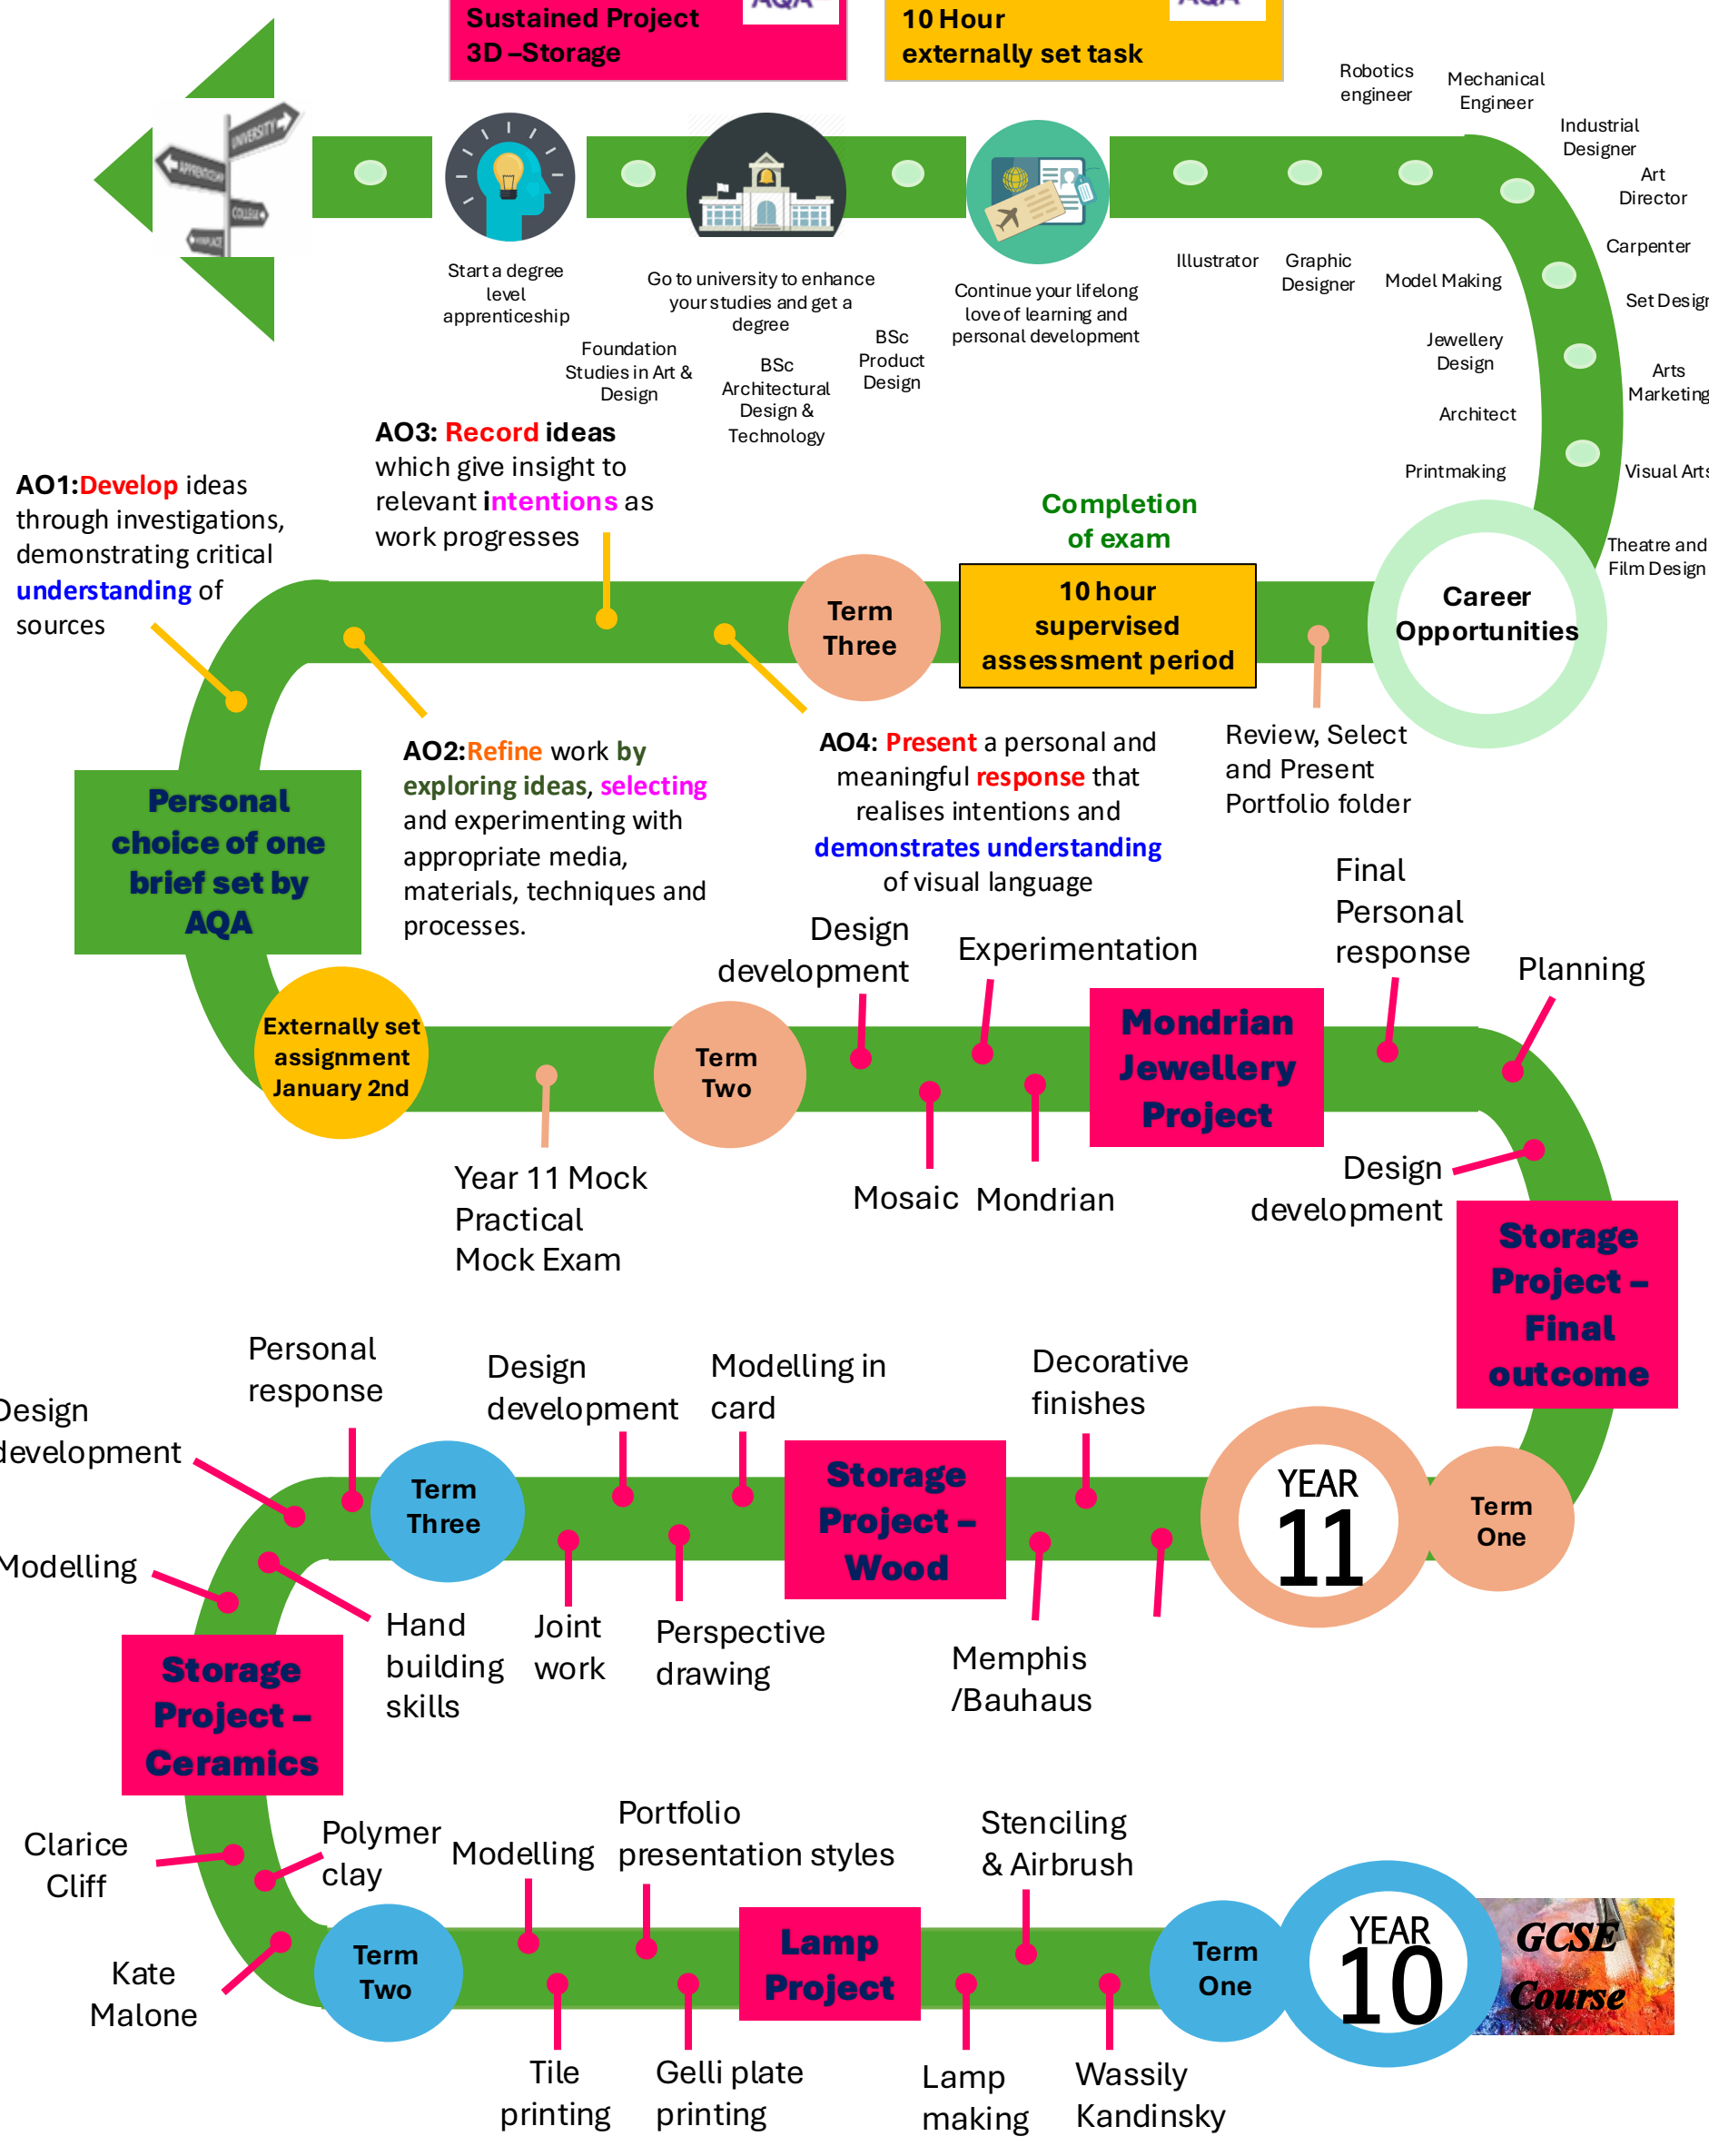 Sustained Project
3D –Storage
AQA
10 Hour
externally set task
AQA
UNIVERSITY
APPRENTICESHIP
COLLEGE
WORKPLACE
Start a degree
level
apprenticeship
Go to university to enhance
your studies and get a
degree
Foundation
Studies in Art &
Design
BSc
Architectural
Design &
Technology
BSc
Product
Design
Continue your lifelong
love of learning and
personal development
Robotics
engineer
Mechanical
Engineer
Industrial
Designer
Art
Director
Carpenter
Set Design
Illustrator
Graphic
Designer
Model Making
Jewellery
Design
Arts
Marketing
Architect
Printmaking
Visual Arts
Theatre and
Film Design
AO1:Develop ideas
through investigations,
demonstrating critical
understanding of
sources
AO3: Record ideas
which give insight to
relevant intentions as
work progresses
Completion
of exam
Term
Three
10 hour
supervised
assessment period
Career
Opportunities
AO2:Refine work by
exploring ideas, selecting
and experimenting with
appropriate media,
materials, techniques and
processes.
AO4: Present a personal and
meaningful response that
realises intentions and
demonstrates understanding
of visual language
Review, Select
and Present
Portfolio folder
Personal
choice of one
brief set by
AQA
Externally set
assignment
January 2nd
Year 11 Mock
Practical
Mock Exam
Term
Two
Design
development
Experimentation
Mosaic
Mondrian
Mondrian
Jewellery
Project
Final
Personal
response
Planning
Design
development
Storage
Project –
Final
outcome
Design
development
Personal
response
Term
Three
Design
development
Modelling in
card
Storage
Project –
Wood
Decorative
finishes
YEAR
11
Term
One
Modelling
Hand
building
skills
Joint
work
Perspective
drawing
Memphis
/Bauhaus
Storage
Project –
Ceramics
Clarice
Cliff
Polymer
clay
Kate
Malone
Term
Two
Modelling
Portfolio
presentation styles
Tile
printing
Gelli plate
printing
Lamp
Project
Stenciling
& Airbrush
Lamp
making
Wassily
Kandinsky
Term
One
YEAR
10
GCSE
Course